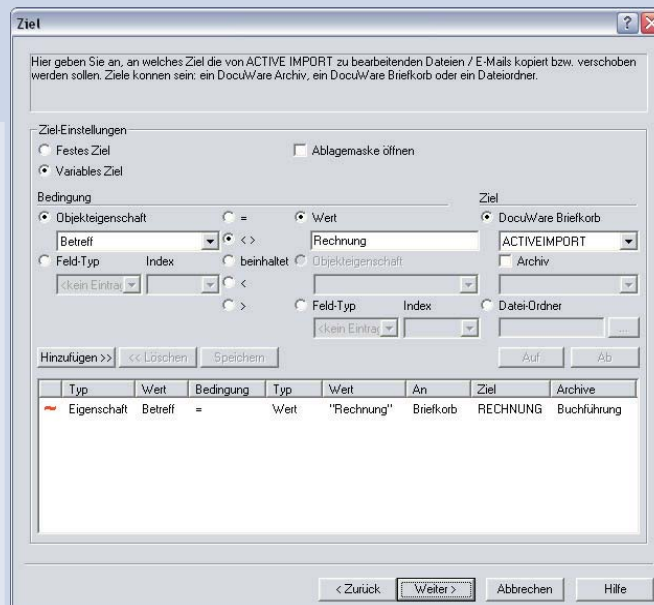 Ziel
Hier geben Sie an, an welches Ziel die von ACTIVE IMPORT zu bearbeitenden Dateien / E-Mails kopiert bzw. verschoben
werden sollen. Ziele konnen sein: ein DocuWare Archiv, ein DocuWare Briefkorb oder ein Dateiordner.
Ziel-Einstellungen
Festes Ziel Ablagemaske öffnen
Variables Ziel
Bedingung Ziel
Objekteigenschaft = Wert DocuWare Briefkorb
Betreff <> Rechnung ACTIVEIMPORT
Feld-Typ Index beinhaltet Objekteigenschaft Archiv
<kein Eintrag <
> Feld-Typ Index Datei-Ordner
<kein Eintrag ...
Hinzufügen >> << Löschen Speichern Auf Ab
Typ Wert Bedingung Typ Wert An Ziel Archive
Eigenschaft Betreff = Wert "Rechnung" Briefkorb RECHNUNG Buchführung
< Zurück Weiter > Abbrechen Hilfe